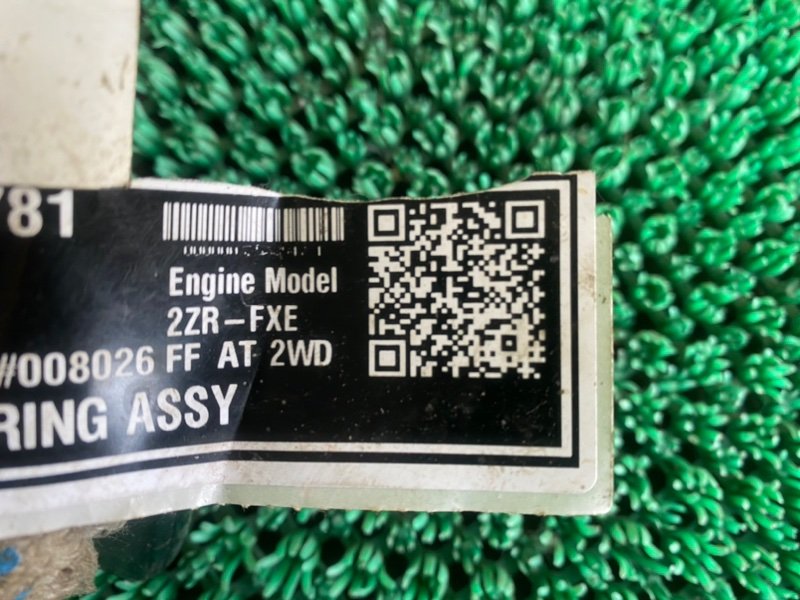 781
Engine Model
2ZR-FXE
#008026 FF AT 2WD
RING ASSY